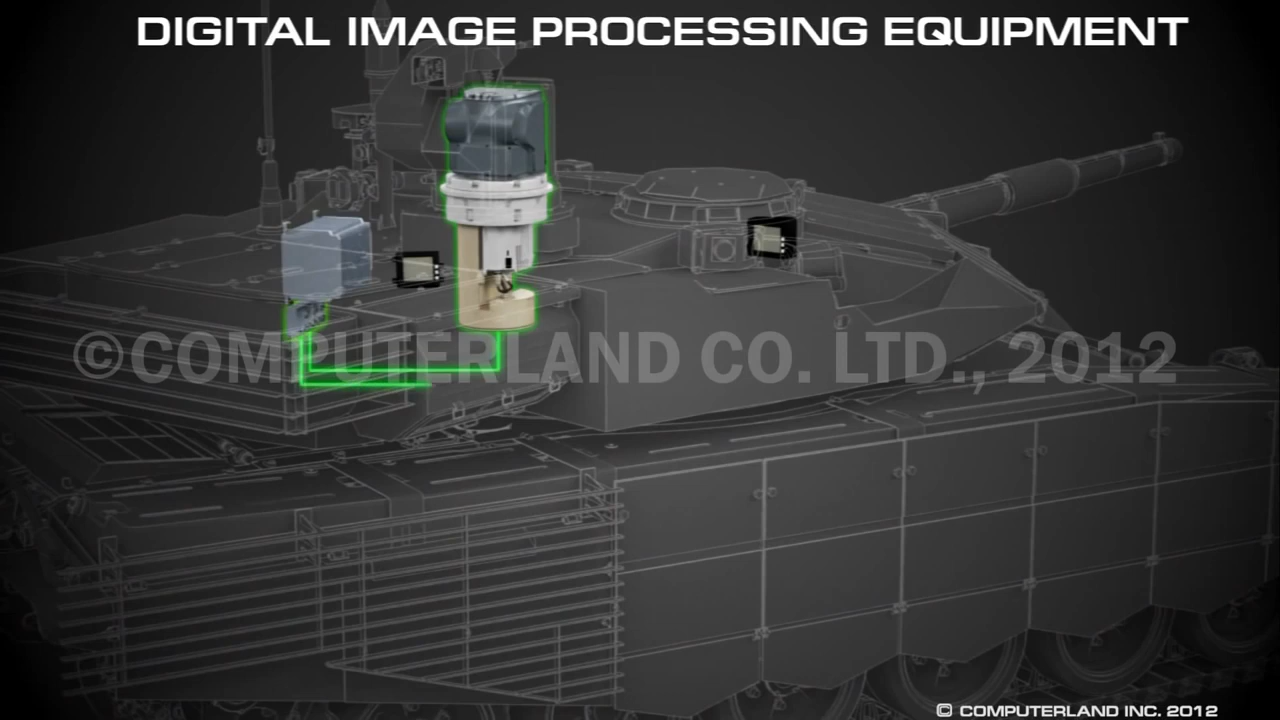 DIGITAL IMAGE PROCESSING EQUIPMENT
©COMPUTERLAND CO. LTD., 2012
© COMPUTERLAND INC. 2012